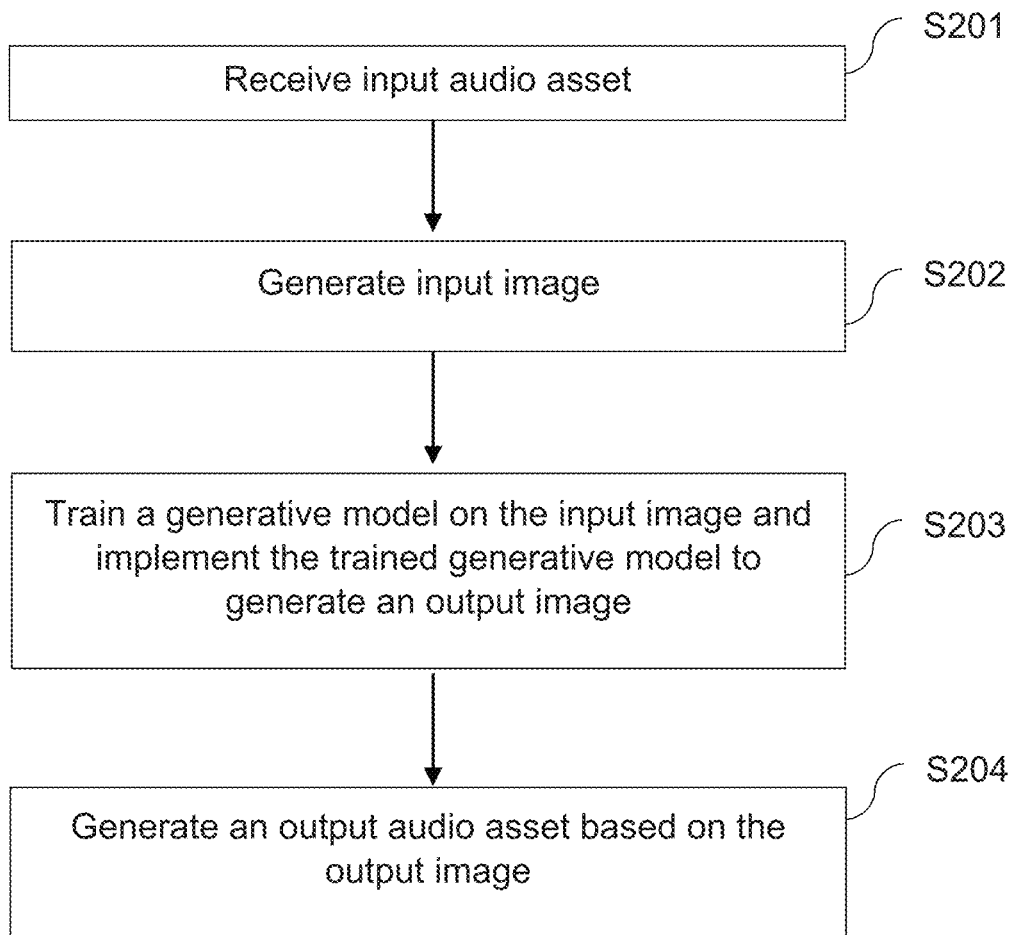 S201
Receive input audio asset
S202
Generate input image
S203
Train a generative model on the input image and
implement the trained generative model to
generate an output image
S204
Generate an output audio asset based on the
output image